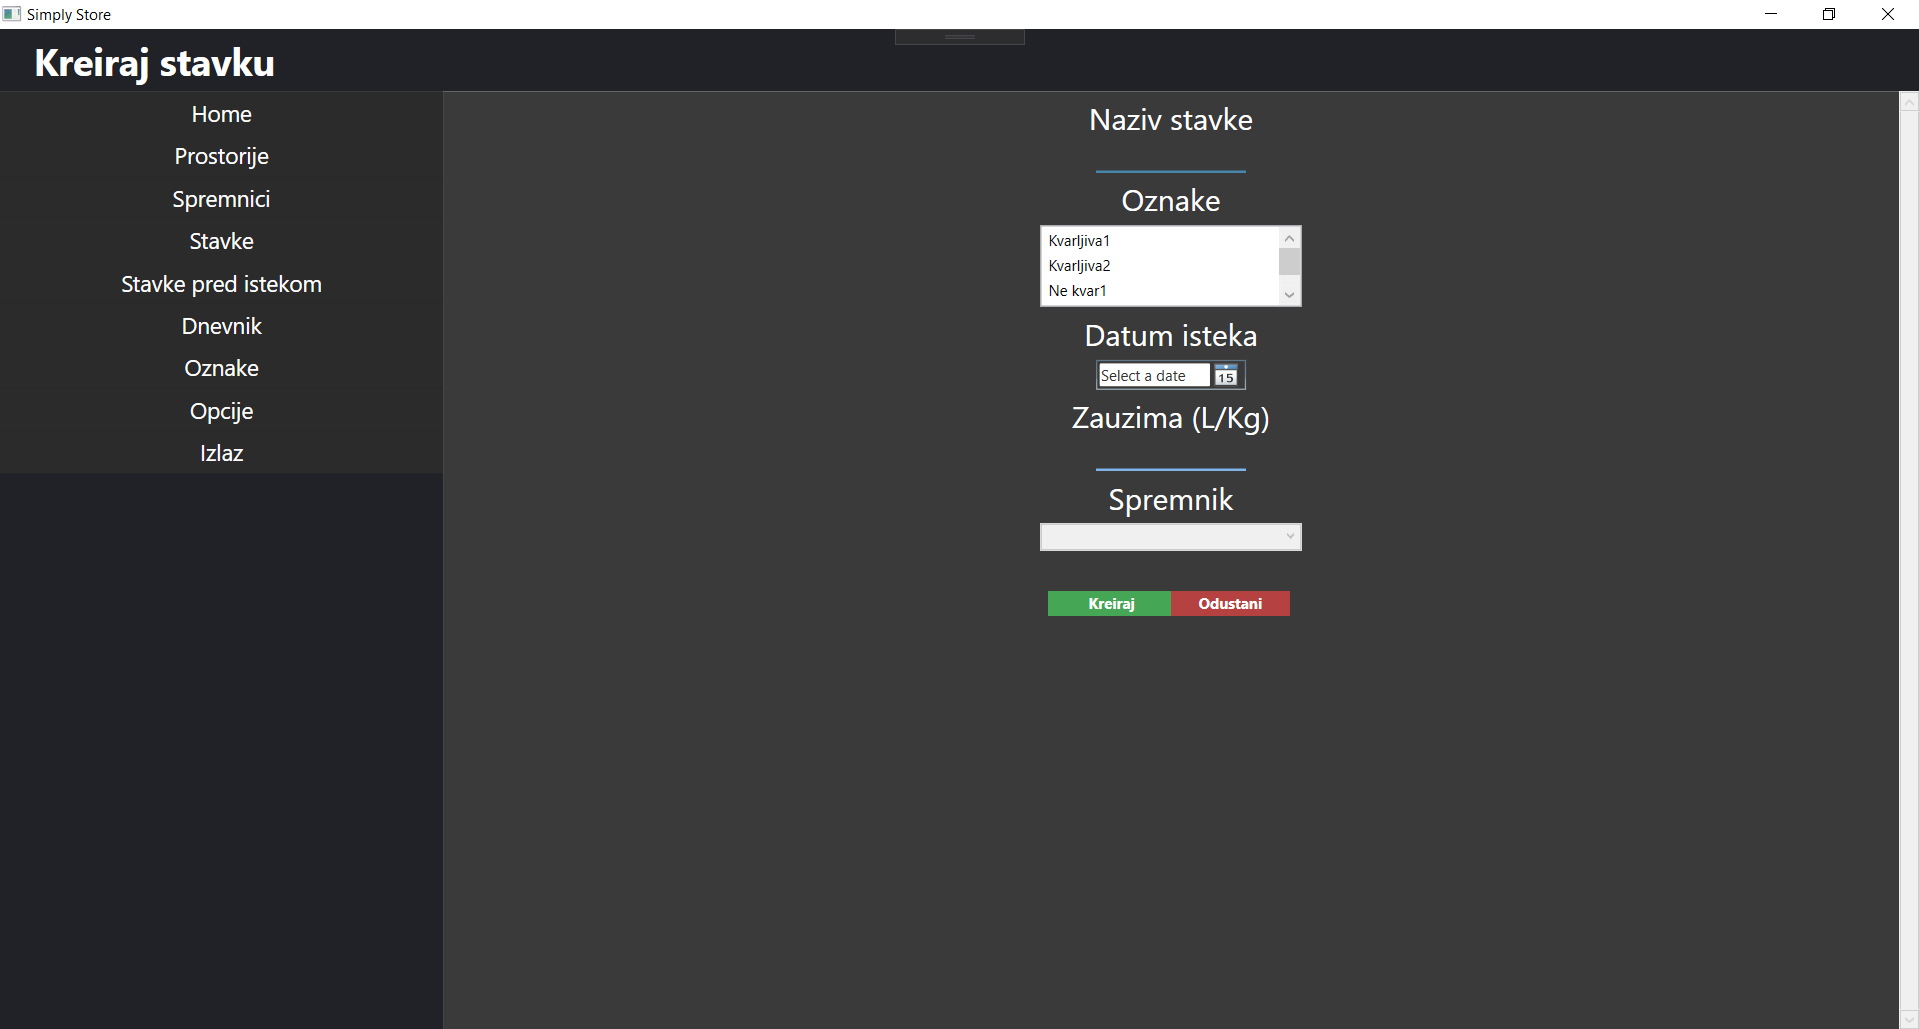 Simply Store
Kreiraj stavku
Home
Prostorije
Spremnici
Stavke
Stavke pred istekom
Dnevnik
Oznake
Opcije
Izlaz
Naziv stavke
Oznake
Kvarljiva1
Kvarljiva2
Ne kvar1
Datum isteka
Select a date
15
Zauzima (L/Kg)
Spremnik
Kreiraj
Odustani